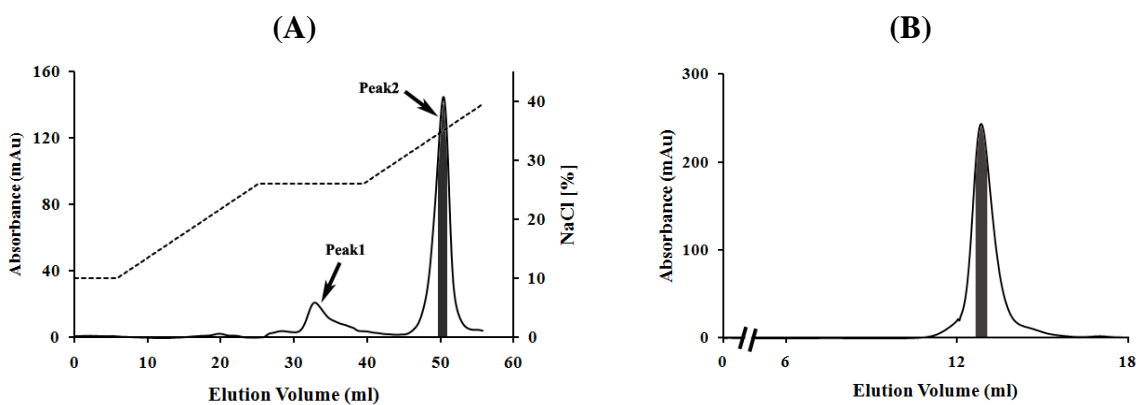 (A)
(B)
160
120
80
40
0
Absorbance (mAu)
40
30
20
10
0
NaCl [%]
Peak2
Peak1
0 10 20 30 40 50 60
Elution Volume (ml)
300
200
100
0
Absorbance (mAu)
0 6 12 18
Elution Volume (ml)